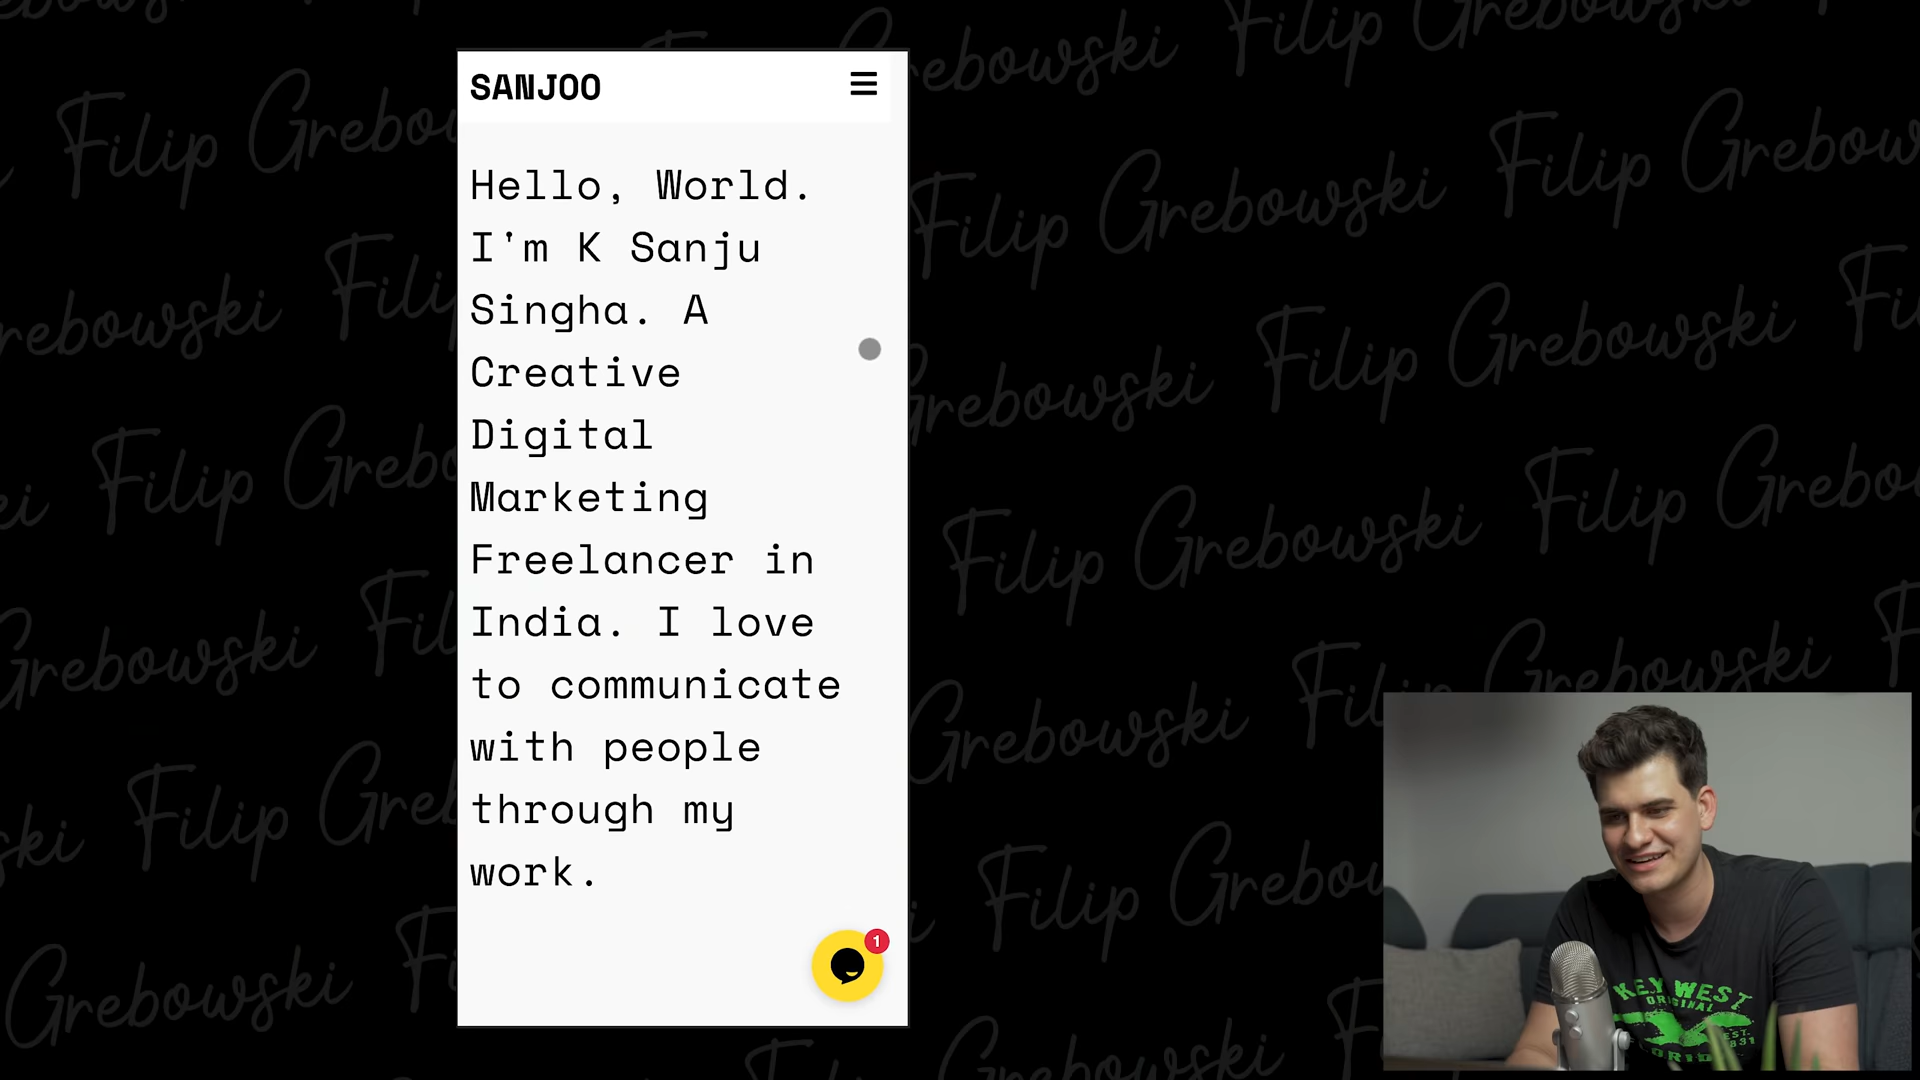 SANJOO
Hello, World.
I'm K Sanju
Singha. A
Creative
Digital
Marketing
Freelancer in
India. I love
to communicate
with people
through my
work.
1
Filip Grebowski
KEY WEST
ORIGINAL